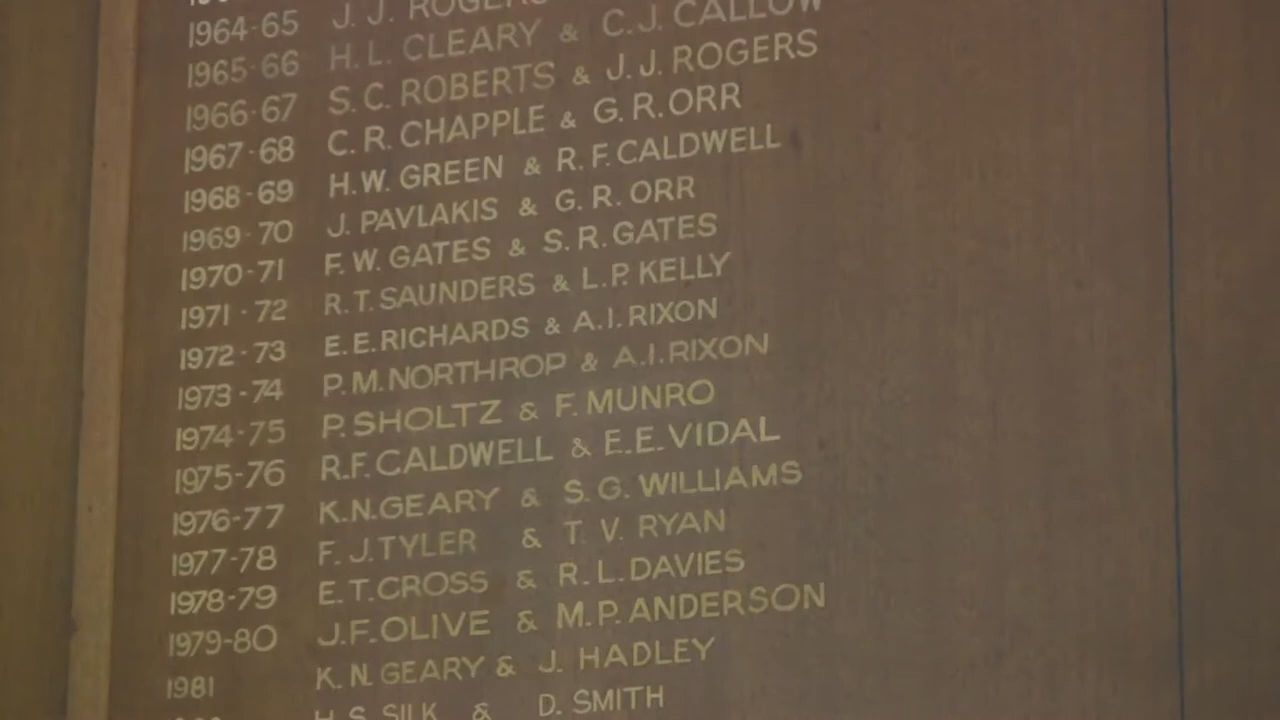 1964-65 J. J. ROGERS
1965-66 H. L. CLEARY & C. J. CALLOW
1966-67 S. C. ROBERTS & J. J. ROGERS
1967-68 C. R. CHAPPLE & G. R. ORR
1968-69 H. W. GREEN & R. F. CALDWELL
1969-70 J. PAVLAKIS & G. R. ORR
1970-71 F. W. GATES & S. R. GATES
1971-72 R. T. SAUNDERS & L. P. KELLY
1972-73 E. E. RICHARDS & A. I. RIXON
1973-74 P. M. NORTHROP & A. I. RIXON
1974-75 P. SHOLTZ & F. MUNRO
1975-76 R. F. CALDWELL & E. E. VIDAL
1976-77 K. N. GEARY & S. G. WILLIAMS
1977-78 F. J. TYLER & T. V. RYAN
1978-79 E. T. CROSS & R. L. DAVIES
1979-80 J. F. OLIVE & M. P. ANDERSON
1981 K. N. GEARY & J. HADLEY
H. S. SILK & D. SMITH